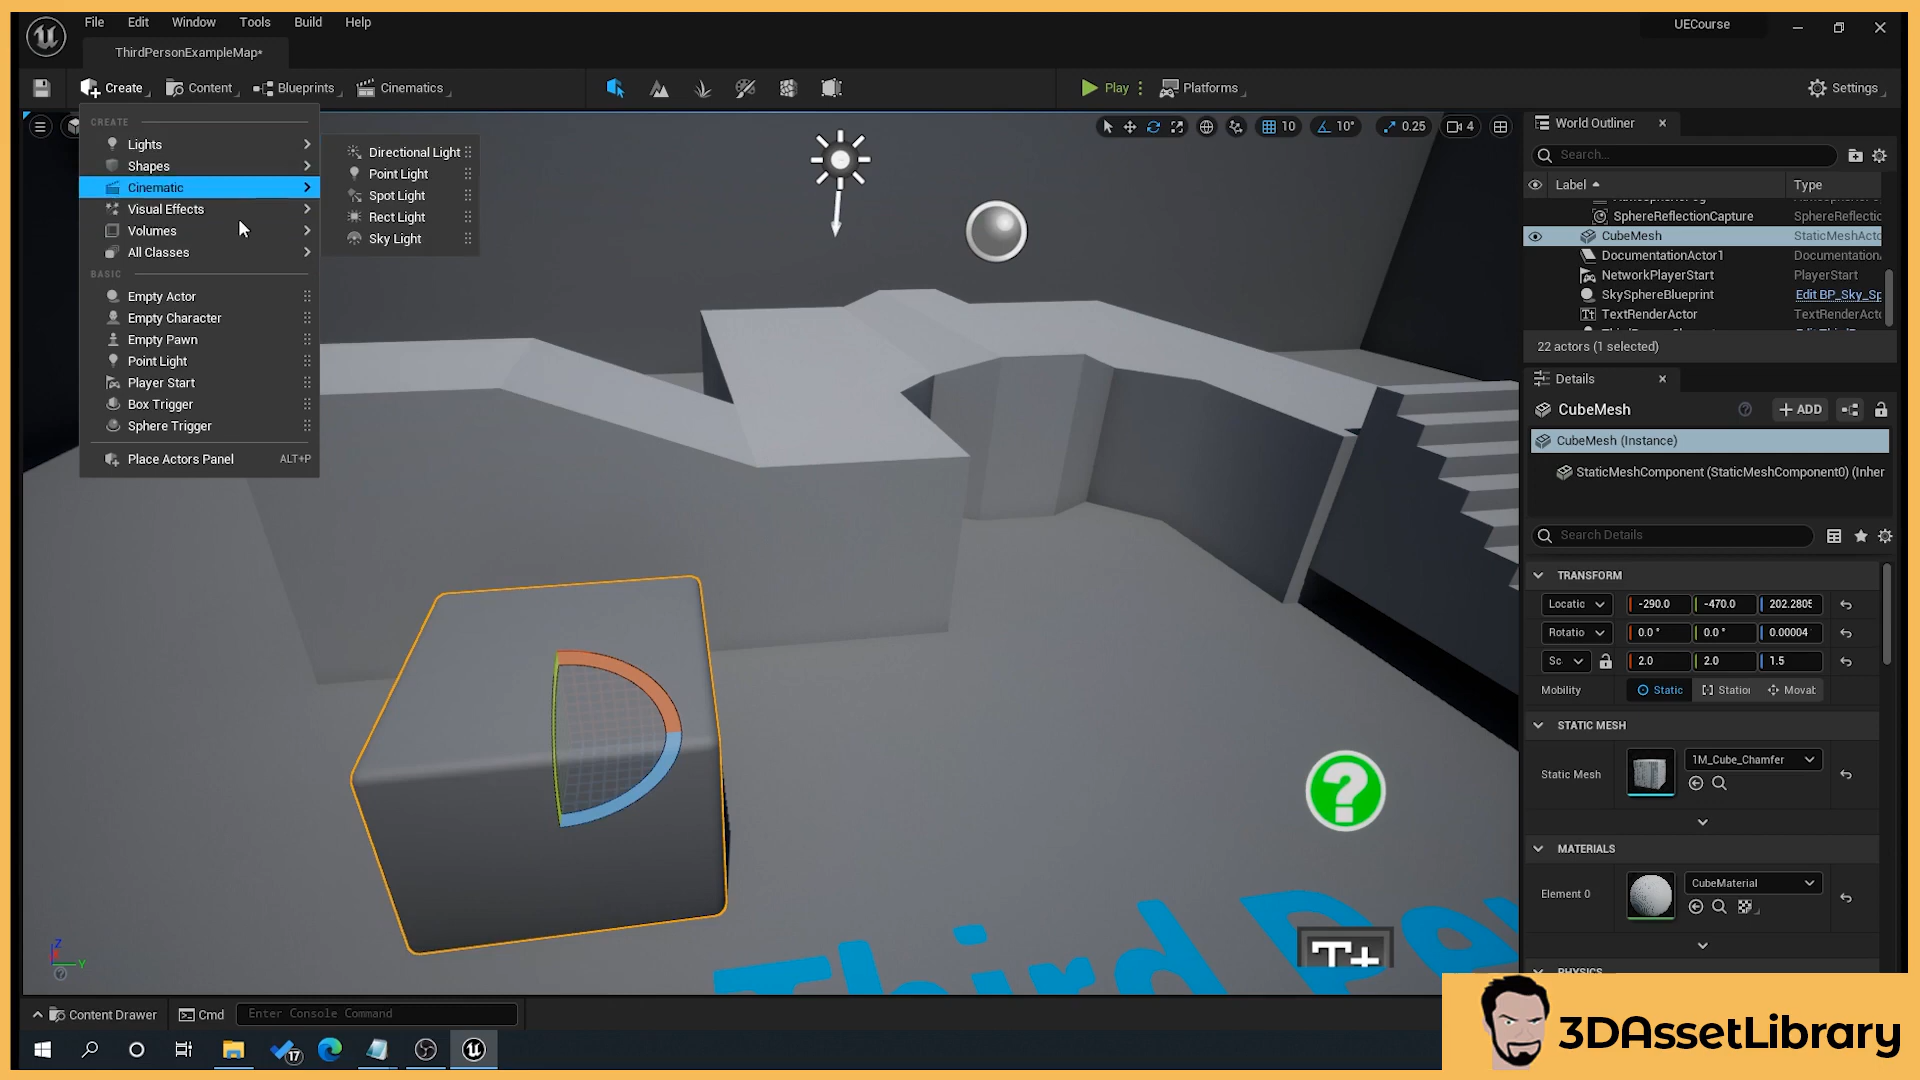 File Edit Window Tools Build Help
UECourse
ThirdPersonExampleMap*
Create Content Blueprints Cinematics
Play Platforms
Settings
CREATE
Lights
Shapes
Cinematic
Visual Effects
Volumes
All Classes
BASIC
Empty Actor
Empty Character
Empty Pawn
Point Light
Player Start
Box Trigger
Sphere Trigger
Place Actors Panel ALT+P
Directional Light
Point Light
Spot Light
Rect Light
Sky Light
10 10° 0.25 4
World Outliner
Search...
Label Type
SphereReflectionCapture SphereReflectic
CubeMesh StaticMeshActo
DocumentationActor1 Documentation
NetworkPlayerStart PlayerStart
SkySphereBlueprint Edit BP_Sky_Sp
TextRenderActor TextRenderActo
22 actors (1 selected)
Details
CubeMesh
+ ADD
CubeMesh (Instance)
StaticMeshComponent (StaticMeshComponent0) (Inher
Search Details
TRANSFORM
Locatic -290.0 -470.0 202.2805
Rotatio 0.0 ° 0.0 ° 0.00004
Sc 2.0 2.0 1.5
Mobility Static Station Movab
STATIC MESH
Static Mesh 1M_Cube_Chamfer
MATERIALS
Element 0 CubeMaterial
PHYSICS
?
T+
Third Per
Z
Y
Content Drawer Cmd Enter Console Command
17
3DAssetLibrary